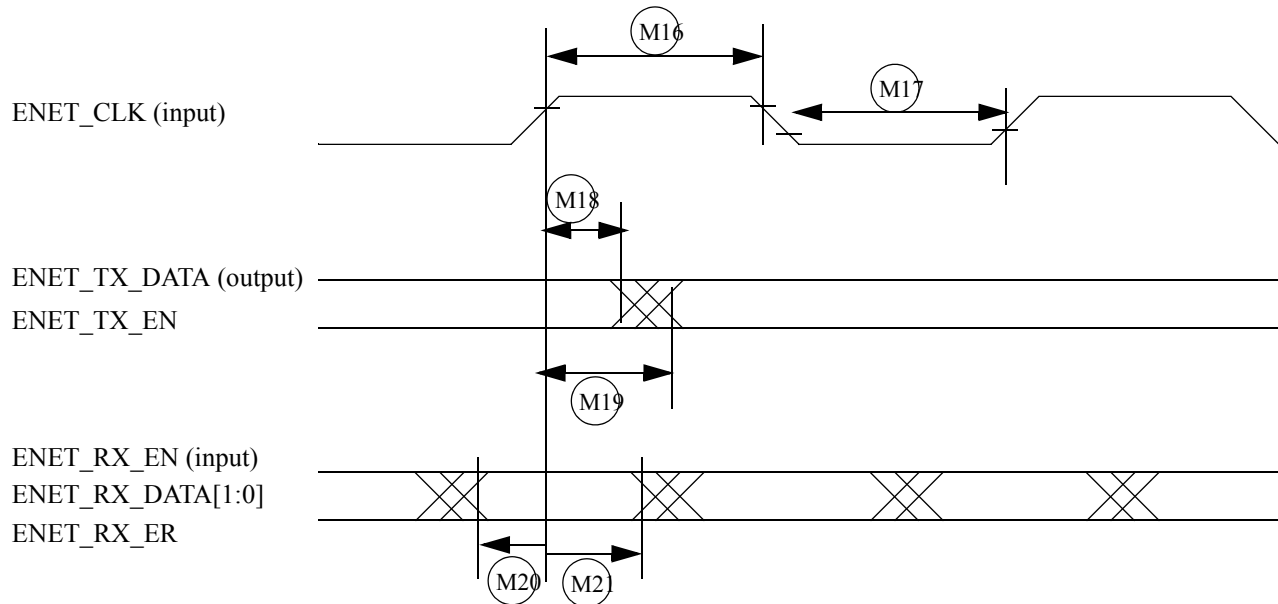 M16
M17
ENET_CLK (input)
M18
ENET_TX_DATA (output)
ENET_TX_EN
M19
ENET_RX_EN (input)
ENET_RX_DATA[1:0]
ENET_RX_ER
M20
M21